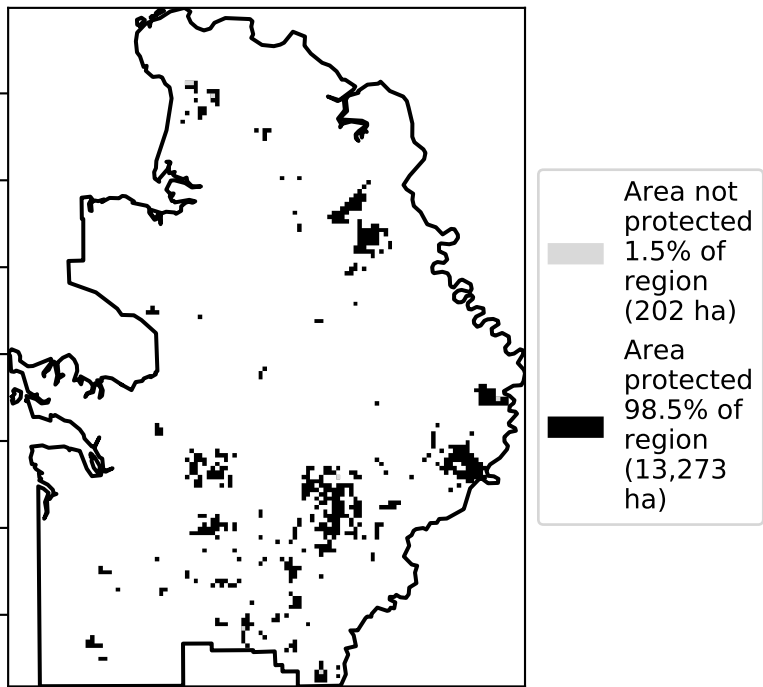 Area not
protected
1.5% of
region
(202 ha)
Area
protected
98.5% of
region
(13,273
ha)